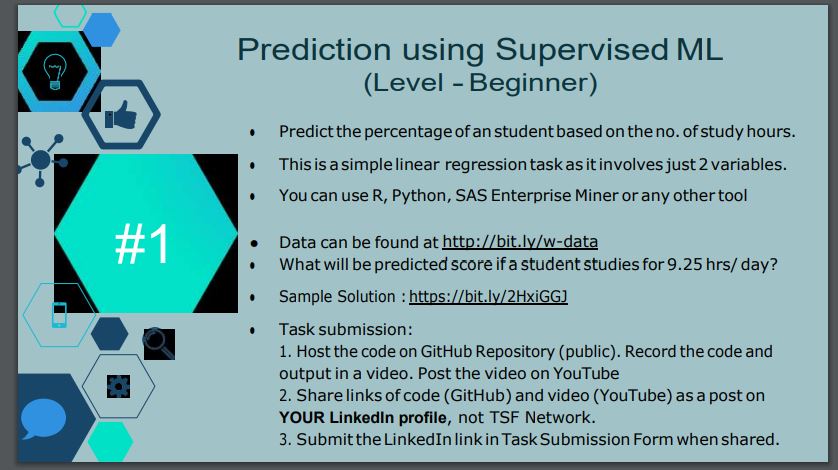 Prediction using Supervised ML
(Level – Beginner)
#1
• Predict the percentage of an student based on the no. of study hours.
• This is a simple linear regression task as it involves just 2 variables.
• You can use R, Python, SAS Enterprise Miner or any other tool
• Data can be found at http://bit.ly/w-data
• What will be predicted score if a student studies for 9.25 hrs/ day?
• Sample Solution : https://bit.ly/2HxiGGJ
• Task submission:
1. Host the code on GitHub Repository (public). Record the code and
output in a video. Post the video on YouTube
2. Share links of code (GitHub) and video (YouTube) as a post on
YOUR LinkedIn profile, not TSF Network.
3. Submit the LinkedIn link in Task Submission Form when shared.